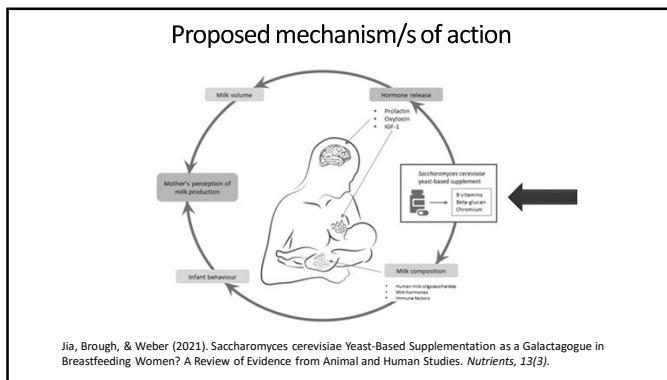 Proposed mechanism/s of action
Milk volume
Hormone release
• Prolactin
• Oxytocin
• IGF-1
Mother's perception of
milk production
Saccharomyces cerevisiae
yeast-based supplement
B vitamins
Beta-glucan
Chromium
Infant behaviour
Milk composition
• Human milk oligosaccharides
• Milk hormones
• Immune factors
Jia, Brough, & Weber (2021). Saccharomyces cerevisiae Yeast-Based Supplementation as a Galactagogue in
Breastfeeding Women? A Review of Evidence from Animal and Human Studies. Nutrients, 13(3).